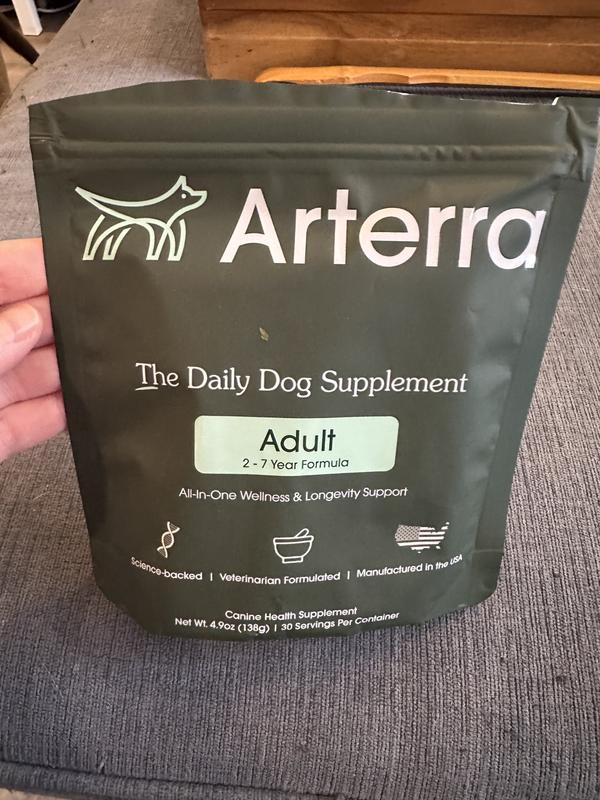 Arterra
The Daily Dog Supplement
Adult
2 - 7 Year Formula
All-In-One Wellness & Longevity Support
Science-backed | Veterinarian Formulated | Manufactured in the USA
Canine Health Supplement
Net Wt. 4.9oz (138g) | 30 Servings Per Container